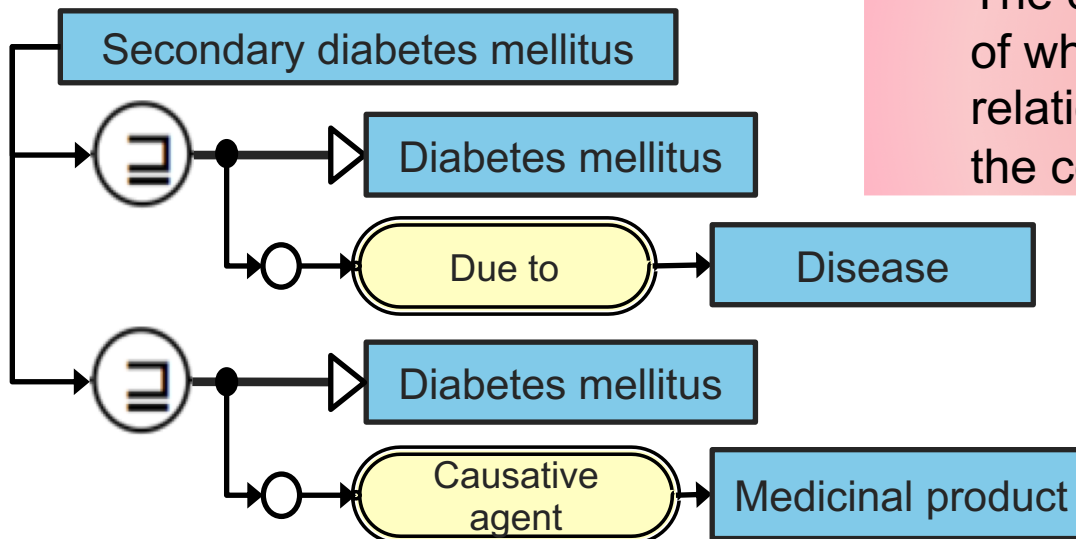 Secondary diabetes mellitus
of wh
relati
the c
⊒
Diabetes mellitus
Due to
Disease
⊒
Diabetes mellitus
Causative
agent
Medicinal product